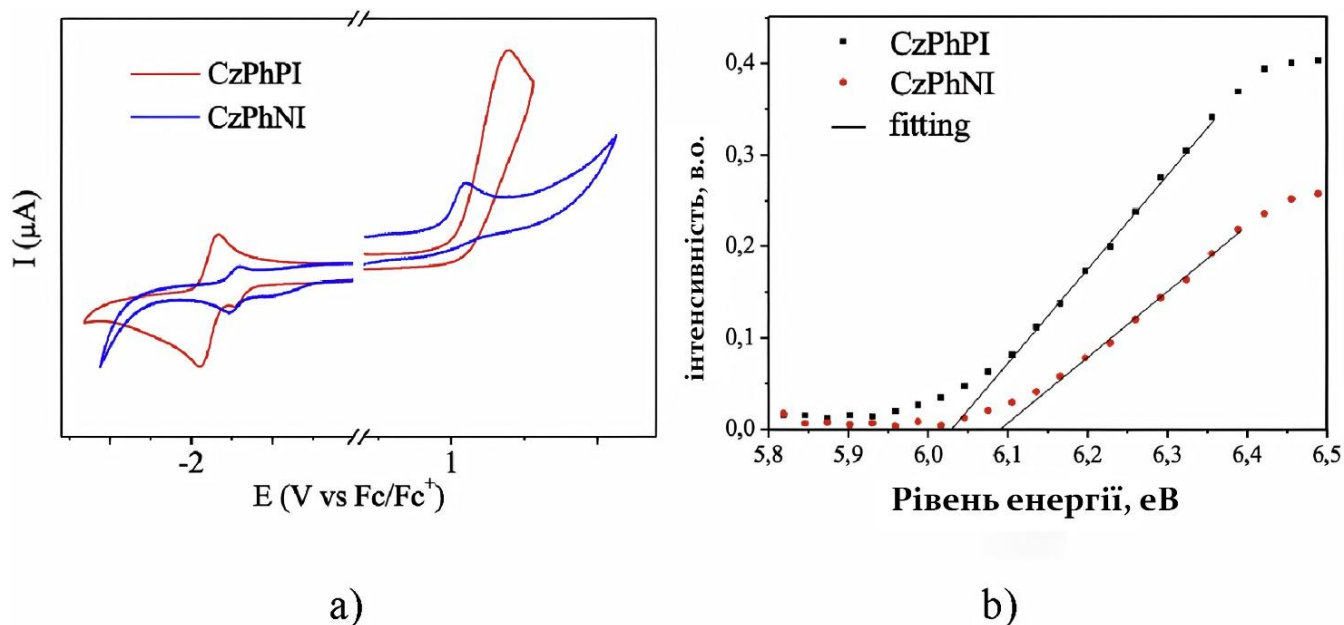 CzPhPI
CzPhNI
I (μA)
-2
1
E (V vs Fc/Fc⁺)
a)
CzPhPI
CzPhNI
fitting
інтенсивність, в.о.
0,4
0,3
0,2
0,1
0,0
5,8 5,9 6,0 6,1 6,2 6,3 6,4 6,5
Рівень енергії, еВ
b)